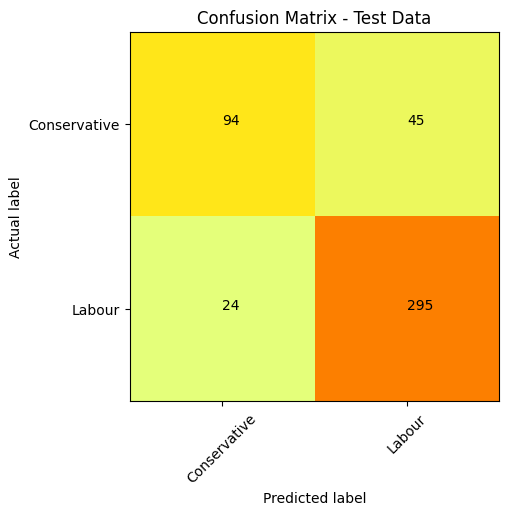 Confusion Matrix - Test Data
Actual label
Conservative
94
45
Labour
24
295
Conservative
Labour
Predicted label